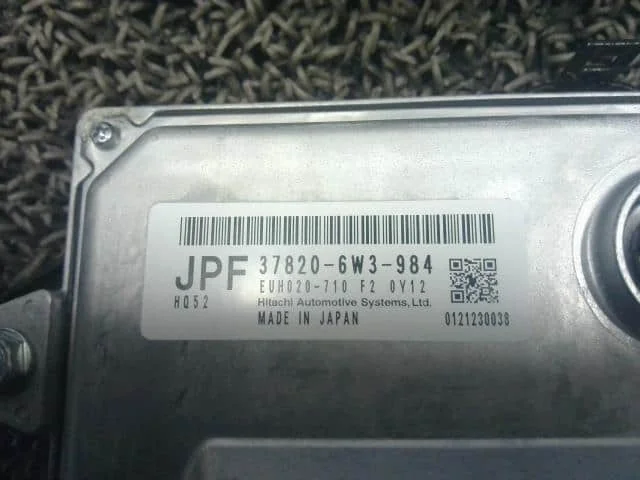 JPF 37820-6W3-984
EUH020-710 F2 0Y12
HQ52 Hitachi Automotive Systems, Ltd.
MADE IN JAPAN 0121230038